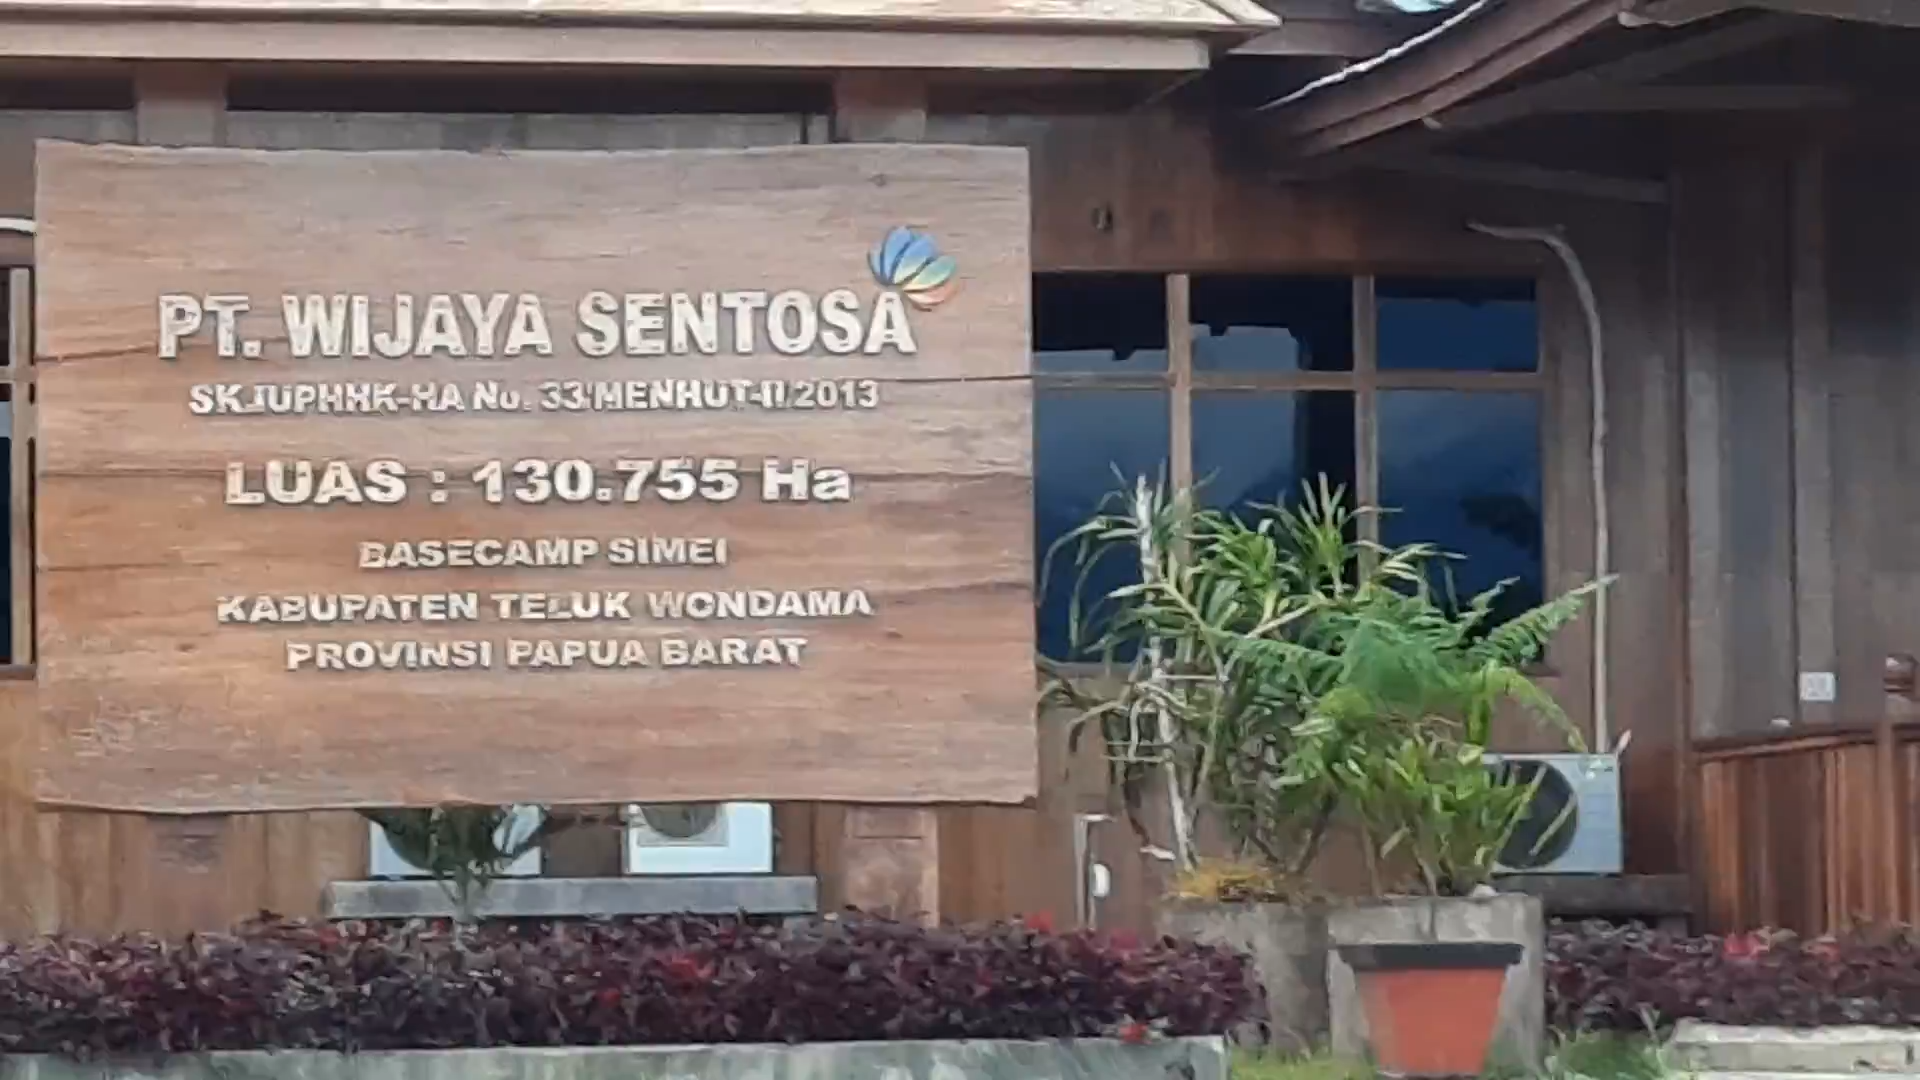 PT. WIJAYA SENTOSA
SK.IUPHHK-HA No. 33/MENHUT-II/2013
LUAS : 130.755 Ha
BASECAMP SIMEI
KABUPATEN TELUK WONDAMA
PROVINSI PAPUA BARAT